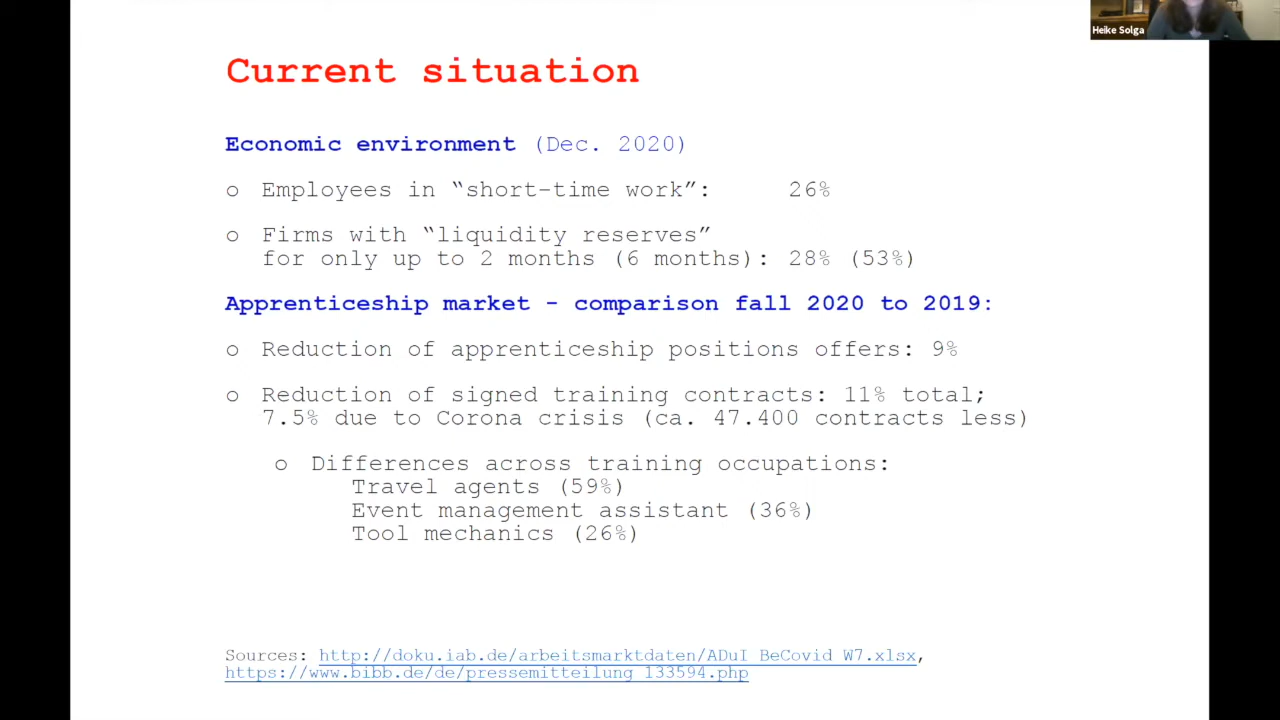 Heike Solga
Current situation
Economic environment (Dec. 2020)
o Employees in “short-time work”: 26%
o Firms with “liquidity reserves”
for only up to 2 months (6 months): 28% (53%)
Apprenticeship market - comparison fall 2020 to 2019:
o Reduction of apprenticeship positions offers: 9%
o Reduction of signed training contracts: 11% total;
7.5% due to Corona crisis (ca. 47.400 contracts less)
o Differences across training occupations:
Travel agents (59%)
Event management assistant (36%)
Tool mechanics (26%)
Sources: http://doku.iab.de/arbeitsmarktdaten/ADuI_BeCovid_W7.xlsx,
https://www.bibb.de/de/pressemitteilung_133594.php